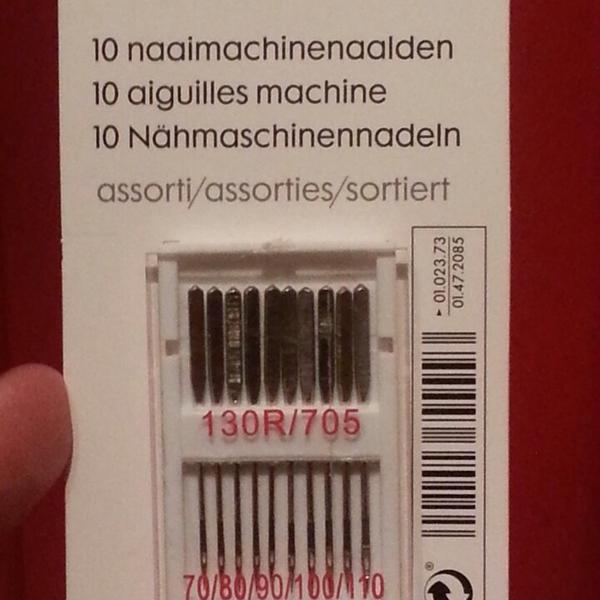 10 naaimachinenaalden
10 aiguilles machine
10 Nähmaschinennadeln
assorti/assorties/sortiert
01.023.73
01.47.2085
130R/705
70/80/90/100/110
®